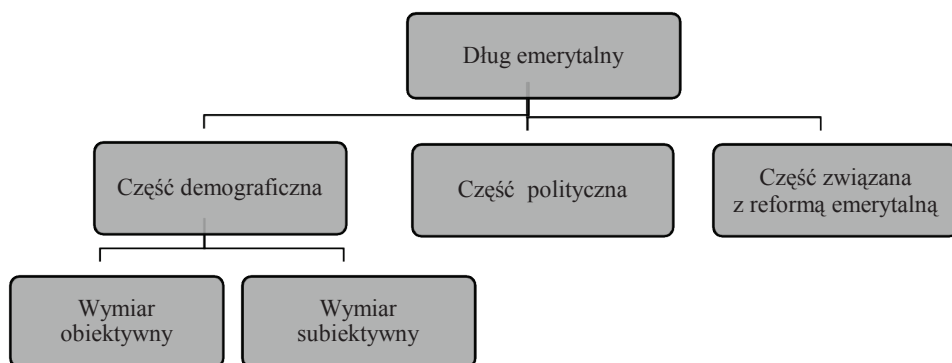 Dług emerytalny
Część demograficzna
Część polityczna
Część związana
z reformą emerytalną
Wymiar
obiektywny
Wymiar
subiektywny